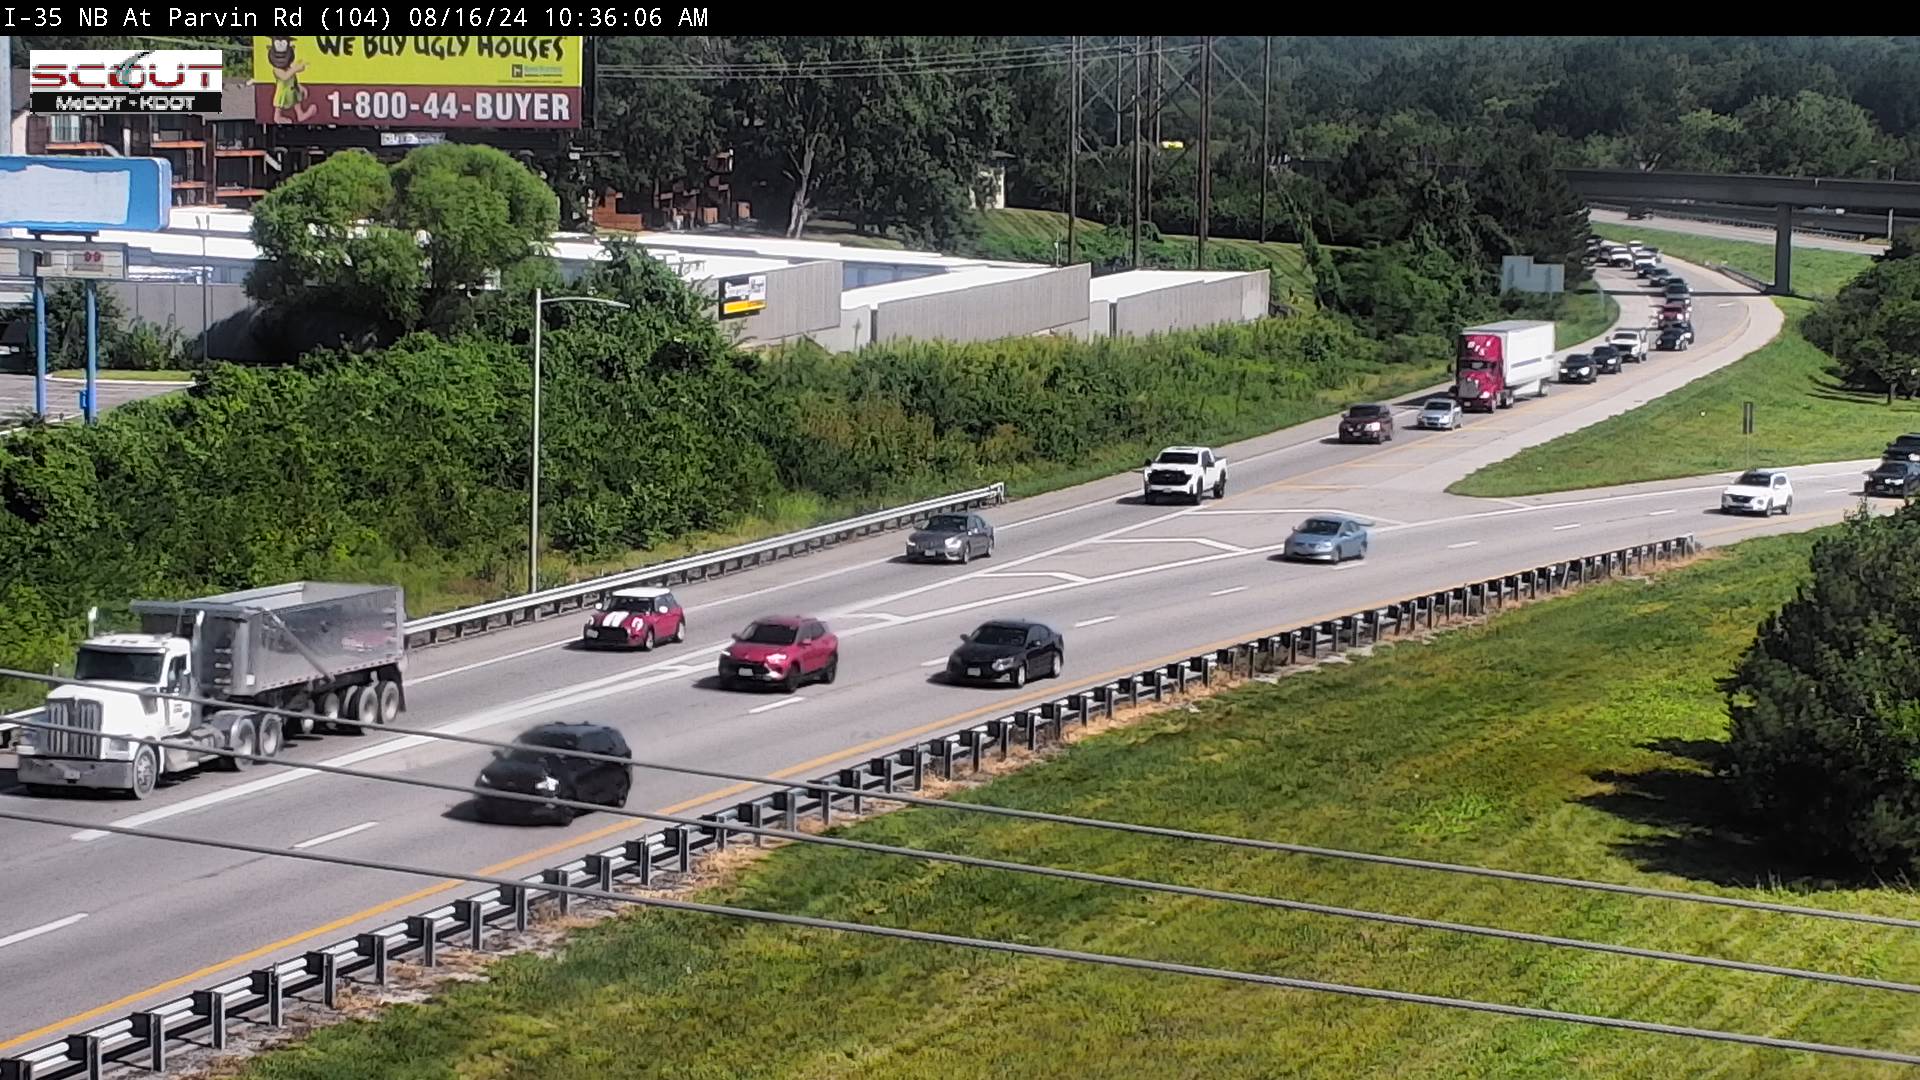 I-35 NB At Parvin Rd (104) 08/16/24 10:36:06 AM
SCOUT
MoDOT - KDOT
WE BUY UGLY HOUSES
1-800-44-BUYER
99